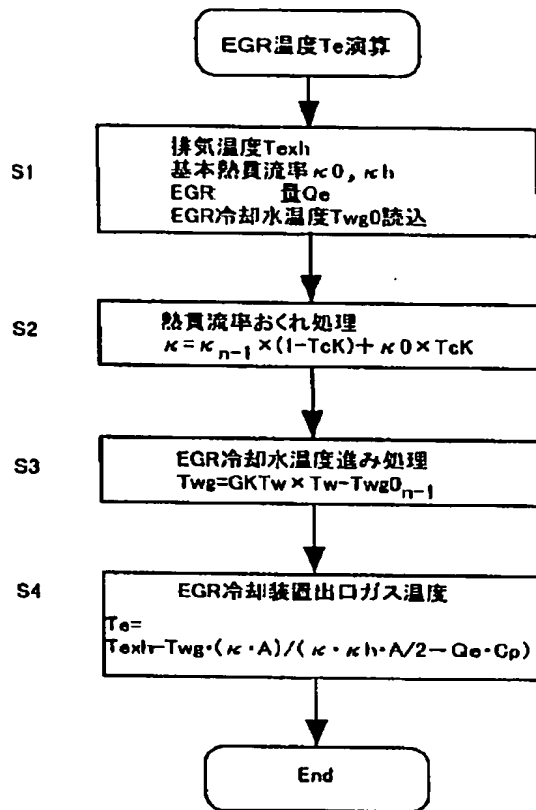 EGR温度Te演算
S1
排気温度Texh
基本熱貫流率κ0, κh
EGR 量Qe
EGR冷却水温度Twg0読込
S2
熱貫流率おくれ処理
κ=κn-1×(1-TcK)+κ0×TcK
S3
EGR冷却水温度進み処理
Twg=GKTw×Tw-Twg0n-1
S4
EGR冷却装置出口ガス温度
Te=
Texh-Twg・(κ・A)/(κ・κh・A/2-Qe・Cp)
End